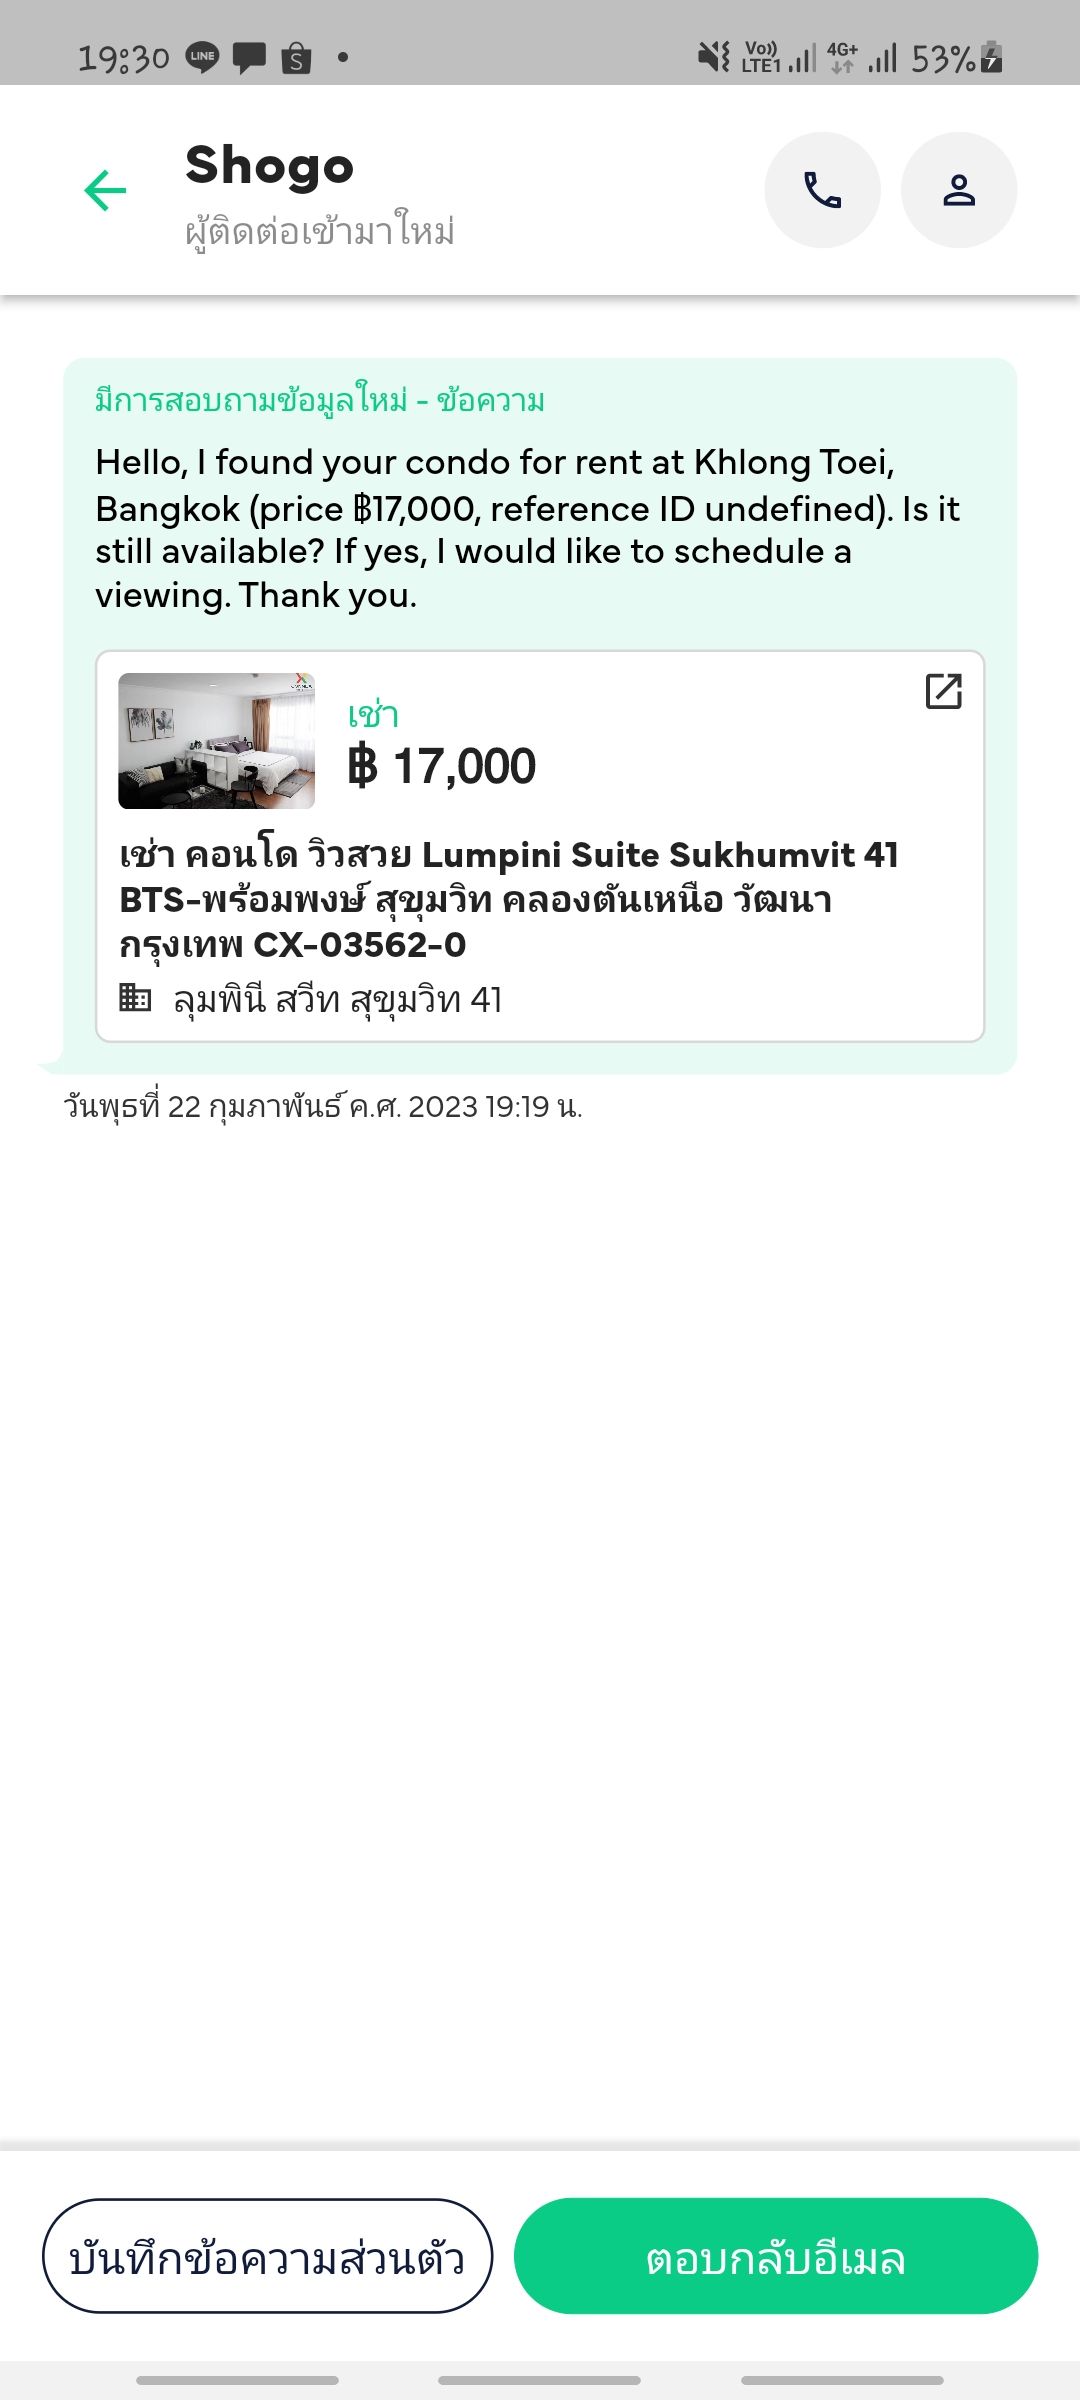 19:30 LINE S
Vo)) LTE1 4G+ 53%
Shogo
ผู้ติดต่อเข้ามาใหม่
มีการสอบถามข้อมูลใหม่ - ข้อความ
Hello, I found your condo for rent at Khlong Toei,
Bangkok (price ฿17,000, reference ID undefined). Is it
still available? If yes, I would like to schedule a
viewing. Thank you.
เช่า
฿ 17,000
เช่า คอนโด วิวสวย Lumpini Suite Sukhumvit 41
BTS-พร้อมพงษ์ สุขุมวิท คลองตันเหนือ วัฒนา
กรุงเทพ CX-03562-0
ลุมพินี สวีท สุขุมวิท 41
วันพุธที่ 22 กุมภาพันธ์ ค.ศ. 2023 19:19 น.
บันทึกข้อความส่วนตัว
ตอบกลับอีเมล